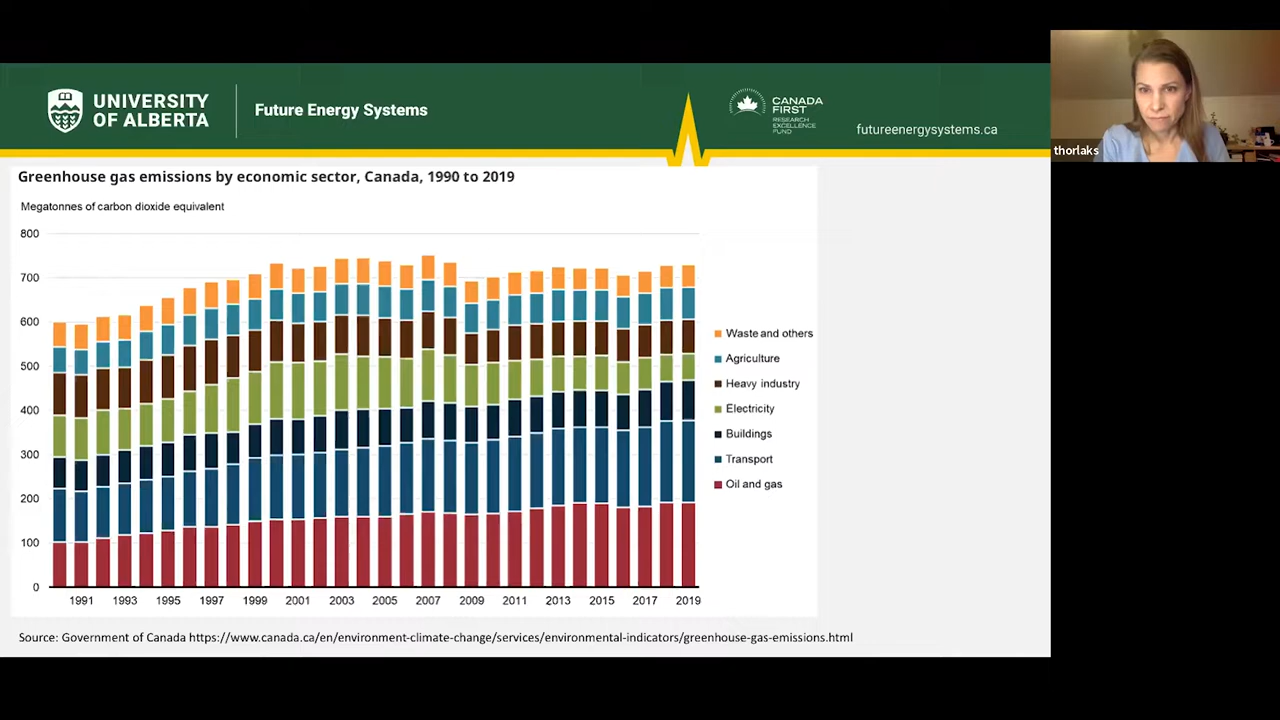 UNIVERSITY
OF ALBERTA
Future Energy Systems
CANADA
FIRST
RESEARCH
EXCELLENCE
FUND
futureenergysystems.ca
thorlaks
Greenhouse gas emissions by economic sector, Canada, 1990 to 2019
Megatonnes of carbon dioxide equivalent
800
700
600
500
400
300
200
100
0
1991 1993 1995 1997 1999 2001 2003 2005 2007 2009 2011 2013 2015 2017 2019
Waste and others
Agriculture
Heavy industry
Electricity
Buildings
Transport
Oil and gas
Source: Government of Canada https://www.canada.ca/en/environment-climate-change/services/environmental-indicators/greenhouse-gas-emissions.html